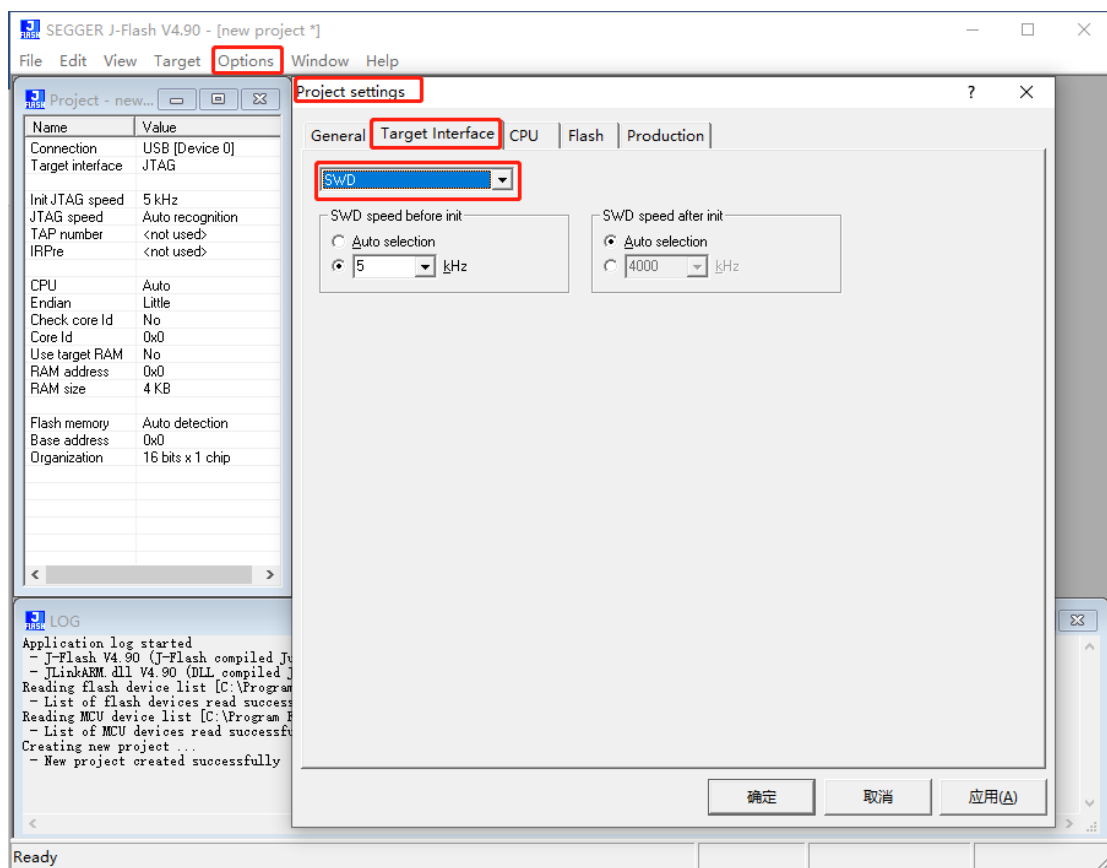 SEGGER J-Flash V4.90 - [new project *]
File Edit View Target Options Window Help
Project - new...
Name Value
Connection USB [Device 0]
Target interface JTAG
Init JTAG speed 5 kHz
JTAG speed Auto recognition
TAP number <not used>
IRPre <not used>
CPU Auto
Endian Little
Check core Id No
Core Id 0x0
Use target RAM No
RAM address 0x0
RAM size 4 KB
Flash memory Auto detection
Base address 0x0
Organization 16 bits x 1 chip
Project settings ?
General Target Interface CPU Flash Production
SWD
SWD speed before init
Auto selection
5 kHz
SWD speed after init
Auto selection
4000 kHz
确定 取消 应用(A)
LOG
Application log started
- J-Flash V4.90 (J-Flash compiled
- JLinkARM.dll V4.90 (DLL compiled
Reading flash device list [C:\Program
- List of flash devices read success
Reading MCU device list [C:\Program
- List of MCU devices read
Creating new project ...
- New project created successfully
Ready